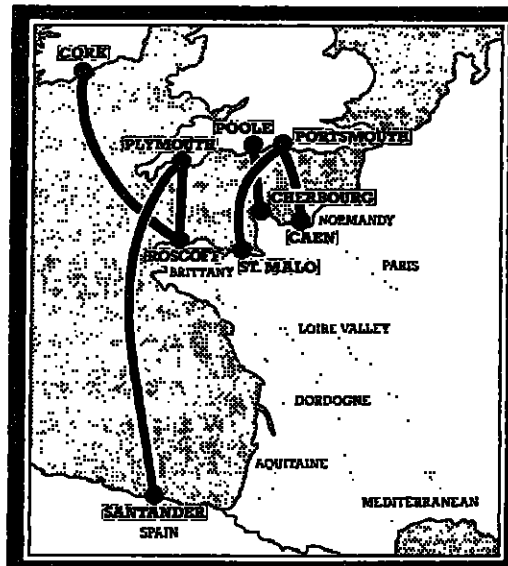 CORK
POOLE
PORTSMOUTH
PLYMOUTH
CHERBOURG
NORMANDY
CAEN
ROSCOFF
BRITTANY
ST. MALO
PARIS
LOIRE VALLEY
DORDOGNE
AQUITAINE
MEDITERRANEAN
SANTANDER
SPAIN